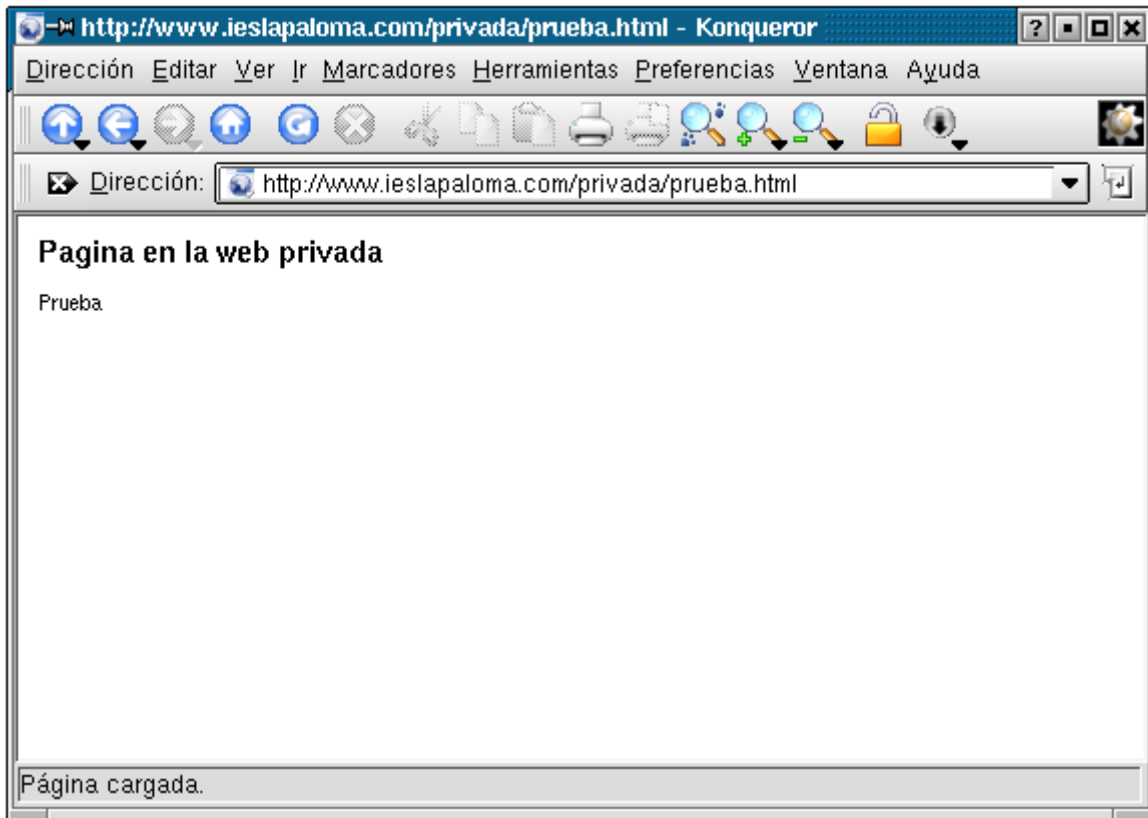 http://www.ieslapaloma.com/privada/prueba.html - Konqueror
Dirección Editar Ver Ir Marcadores Herramientas Preferencias Ventana Ayuda
Dirección: http://www.ieslapaloma.com/privada/prueba.html
Pagina en la web privada
Prueba
Página cargada.